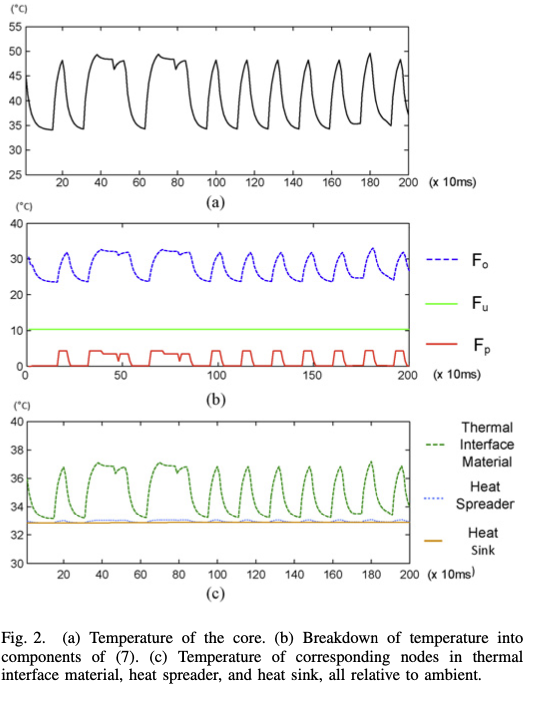 (°C)
55
50
45
40
35
30
25
20 40 60 80 100 120 140 160 180 200 (x 10ms)
(a)
(°C)
40
30
20
10
0
0 50 100 150 200 (x 10ms)
Fo
Fu
Fp
(b)
(°C)
40
38
36
34
32
30
20 40 60 80 100 120 140 160 180 200 (x 10ms)
Thermal
Interface
Material
Heat
Spreader
Heat
Sink
(c)
Fig. 2. (a) Temperature of the core. (b) Breakdown of temperature into
components of (7). (c) Temperature of corresponding nodes in thermal
interface material, heat spreader, and heat sink, all relative to ambient.